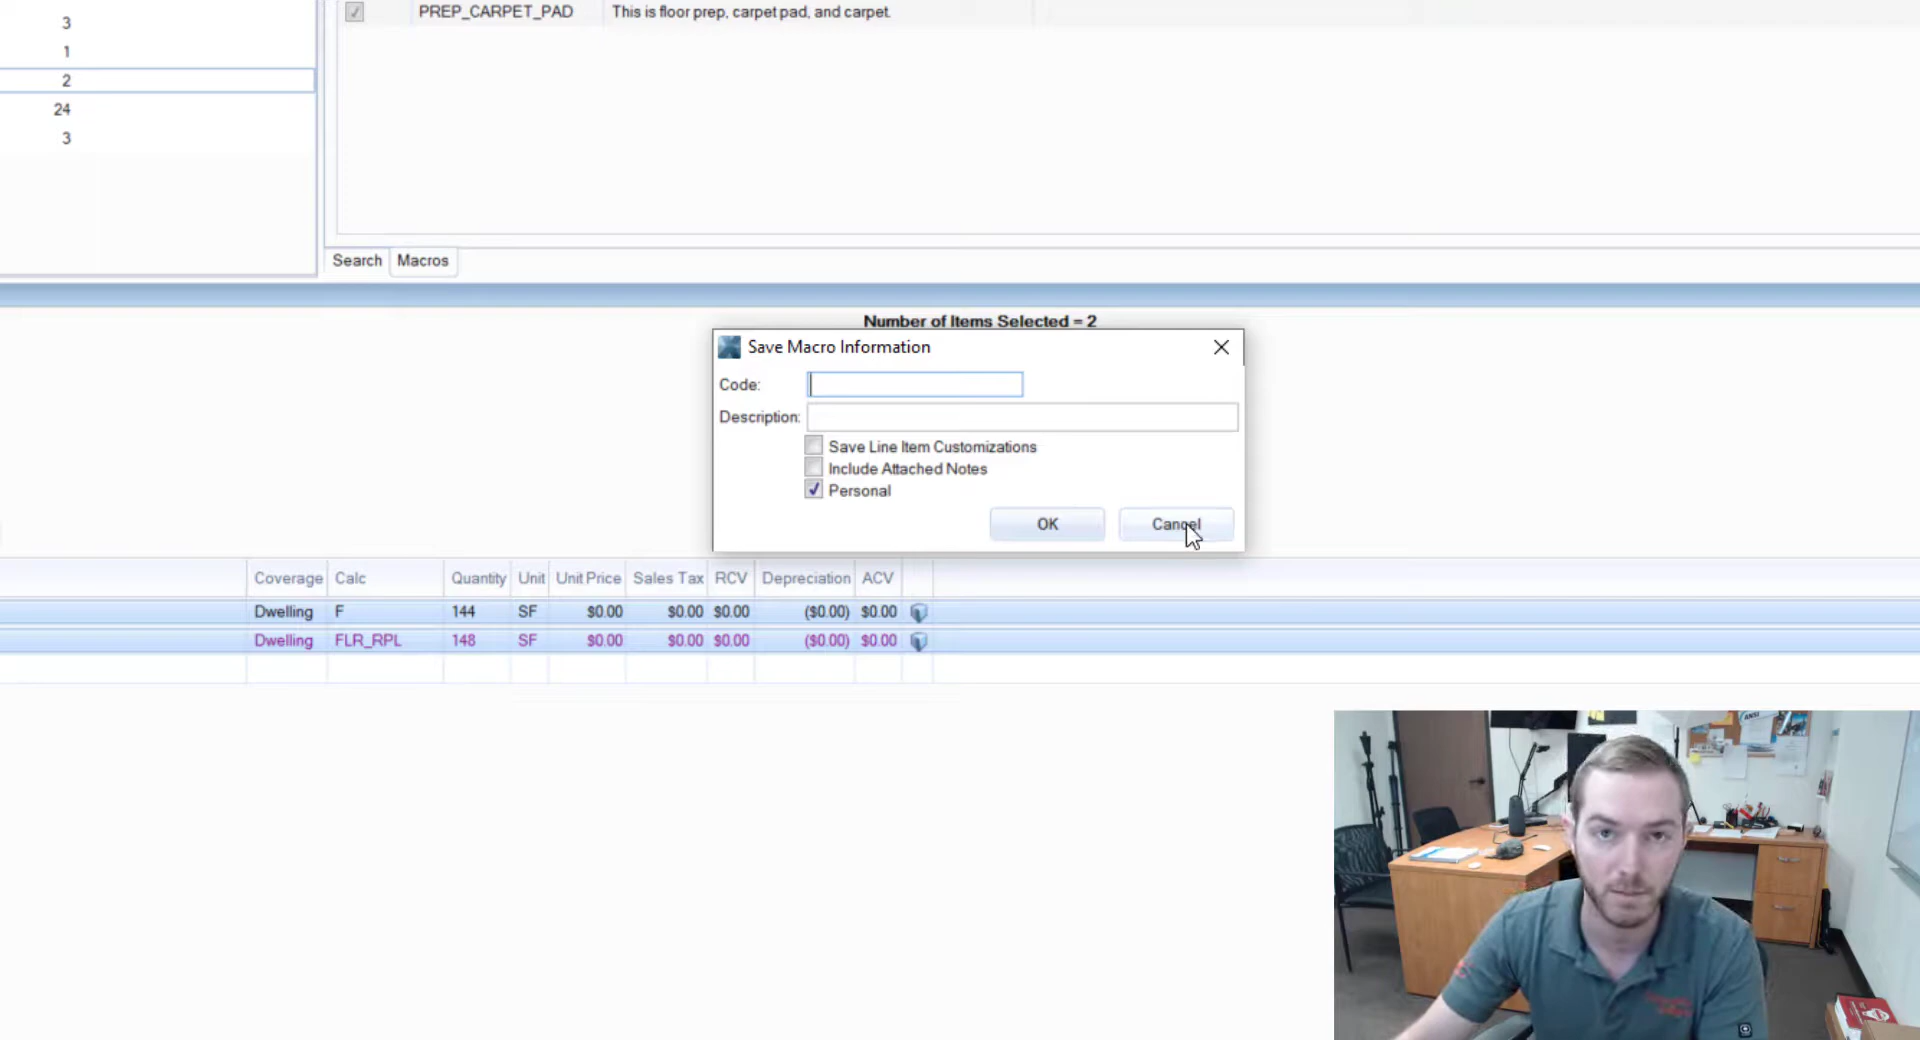 PREP_CARPET_PAD This is floor prep, carpet pad, and carpet.
3
1
2
24
3
Search Macros
Number of Items Selected = 2
Save Macro Information
Code:
Description:
Save Line Item Customizations
Include Attached Notes
Personal
OK Cancel
Coverage Calc Quantity Unit Unit Price Sales Tax RCV Depreciation ACV
Dwelling F 144 SF $0.00 $0.00 $0.00 ($0.00) $0.00
Dwelling FLR_RPL 148 SF $0.00 $0.00 $0.00 ($0.00) $0.00